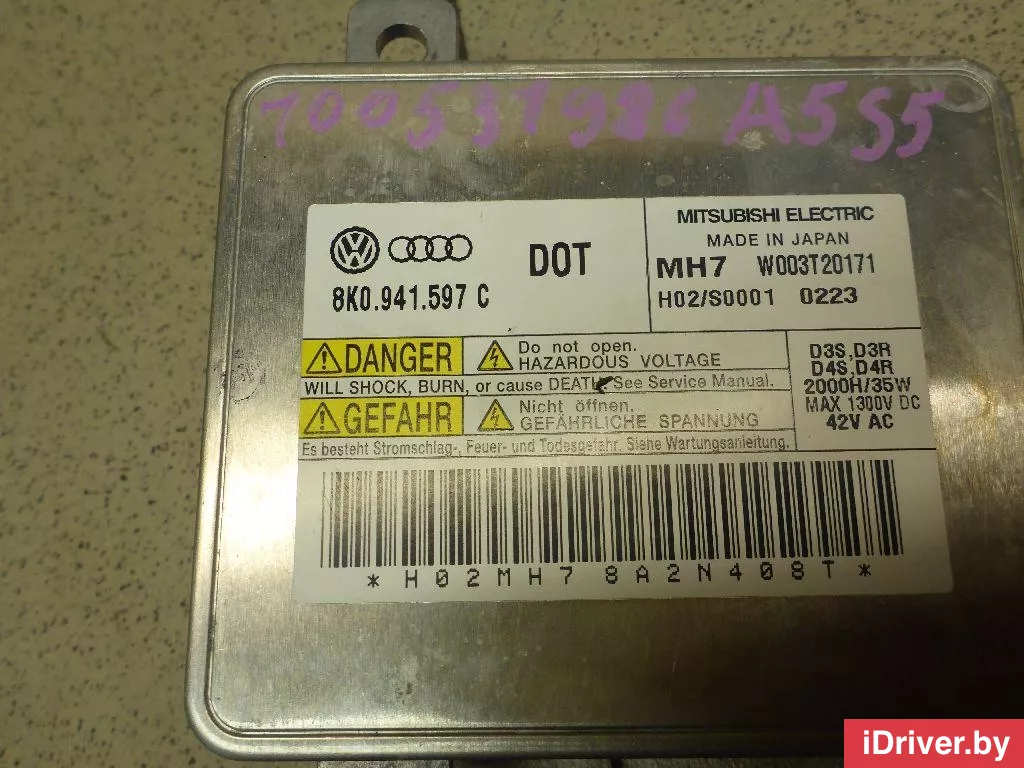 100531986 A5 S5
VW
8K0.941.597 C
DOT
MITSUBISHI ELECTRIC
MADE IN JAPAN
MH7 W003T20171
H02/S0001 0223
DANGER
Do not open.
HAZARDOUS VOLTAGE
WILL SHOCK, BURN, or cause DEATH. See Service Manual.
GEFAHR
Nicht öffnen.
GEFÄHRLICHE SPANNUNG
Es besteht Stromschlag-, Feuer- und Todesgefahr. Siehe Wartungsanleitung.
D3S,D3R
D4S,D4R
2000H/35W
MAX 1300V DC
42V AC
*H02MH78A2N408T*
iDriver.by